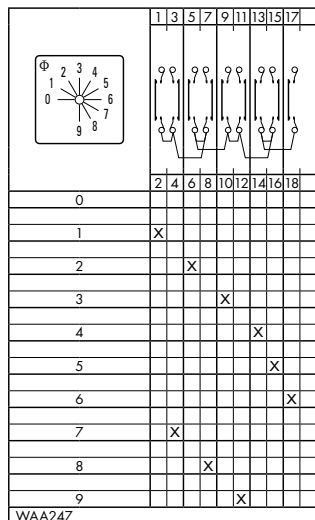 1 3 5 7 9 11 13 15 17
Φ
0 1 2 3 4 5 6 7 8 9
2 4 6 8 10 12 14 16 18
0
1 X
2 X
3 X
4 X
5 X
6 X
7 X
8 X
9 X
WAA247